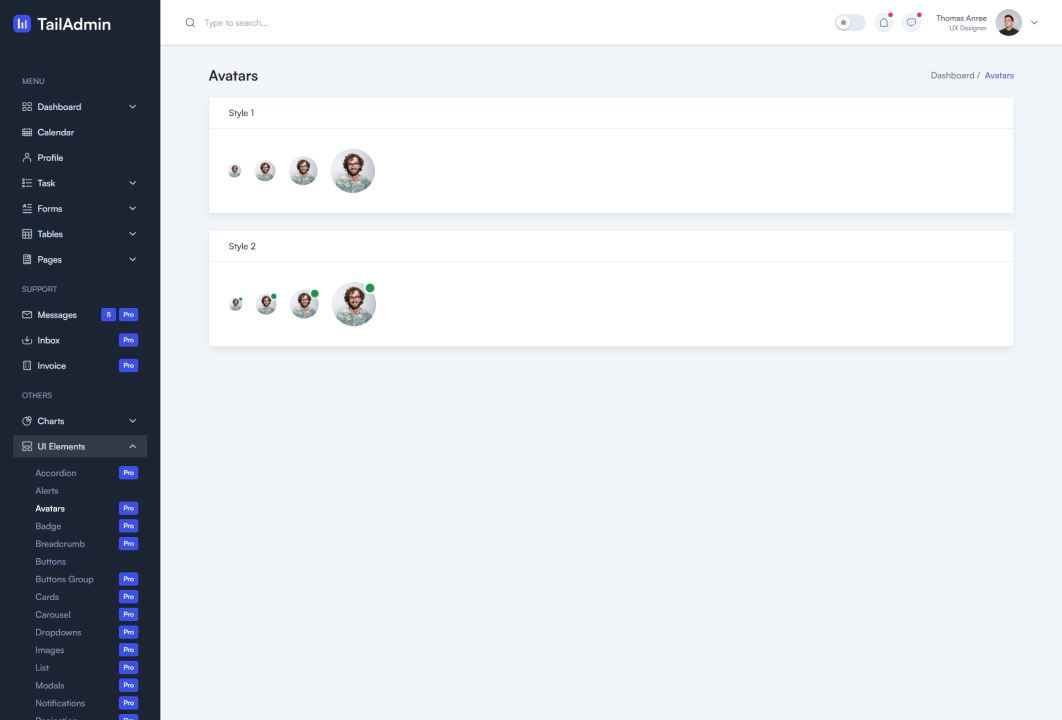 TailAdmin
Type to search...
Thomas Anree
UX Designer
MENU
Dashboard
Calendar
Profile
Task
Forms
Tables
Pages
SUPPORT
Messages 5 Pro
Inbox Pro
Invoice Pro
OTHERS
Charts
UI Elements
Accordion Pro
Alerts
Avatars Pro
Badge Pro
Breadcrumb Pro
Buttons
Buttons Group Pro
Cards Pro
Carousel Pro
Dropdowns Pro
Images Pro
List Pro
Modals Pro
Notifications Pro
Pagination Pro
Avatars
Dashboard / Avatars
Style 1
Style 2